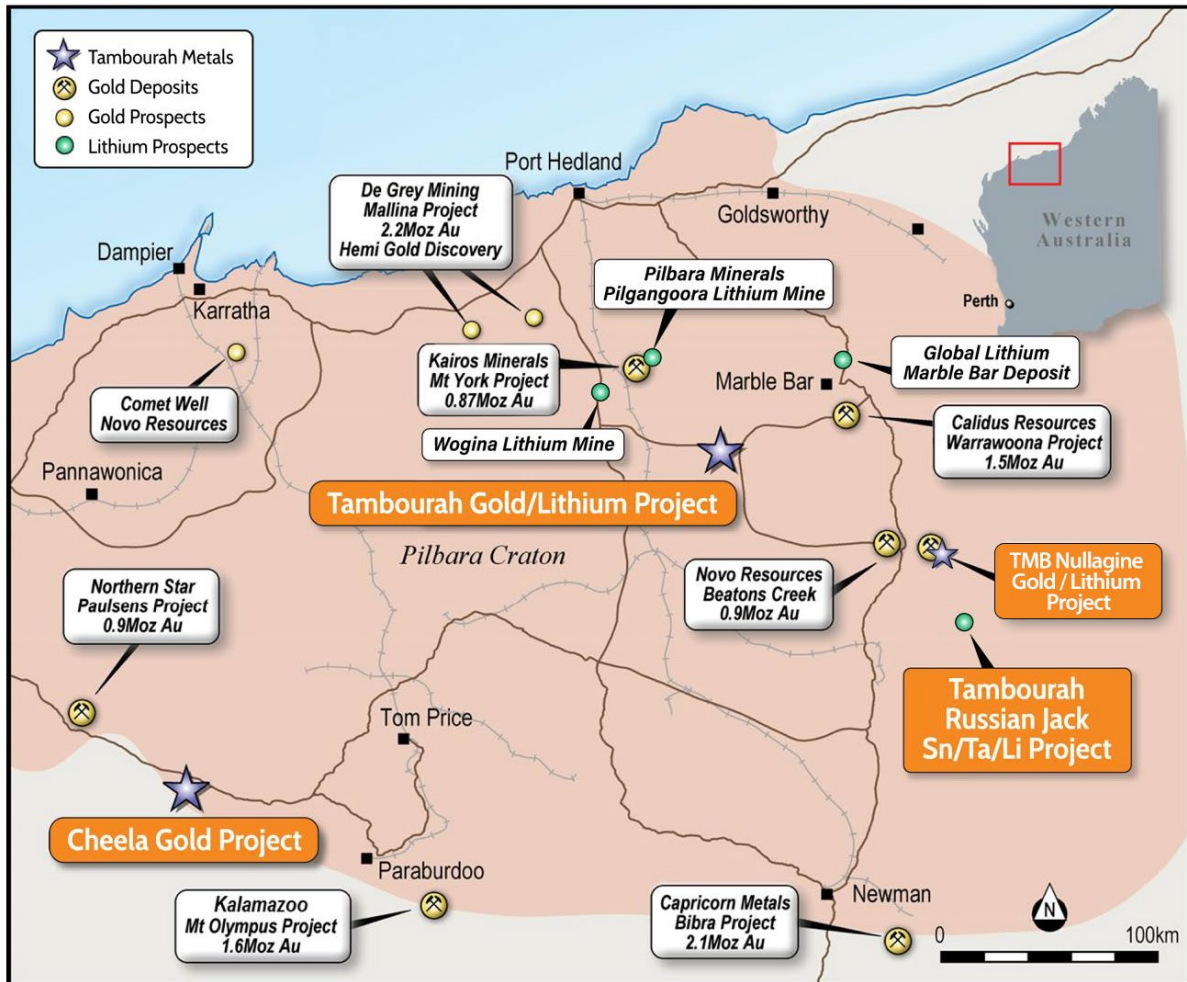 Tambourah Metals
Gold Deposits
Gold Prospects
Lithium Prospects
Port Hedland
De Grey Mining
Mallina Project
2.2Moz Au
Hemi Gold Discovery
Goldsworthy
Western
Australia
Perth
Dampier
Karratha
Pilbara Minerals
Pilgangoora Lithium Mine
Kairos Minerals
Mt York Project
0.87Moz Au
Marble Bar
Global Lithium
Marble Bar Deposit
Comet Well
Novo Resources
Wogina Lithium Mine
Calidus Resources
Warrawoona Project
1.5Moz Au
Pannawonica
Tambourah Gold/Lithium Project
Pilbara Craton
Novo Resources
Beatons Creek
0.9Moz Au
TMB Nullagine
Gold / Lithium
Project
Northern Star
Paulsens Project
0.9Moz Au
Tambourah
Russian Jack
Sn/Ta/Li Project
Tom Price
Cheela Gold Project
Paraburdoo
Kalamazoo
Mt Olympus Project
1.6Moz Au
Capricorn Metals
Bibra Project
2.1Moz Au
Newman
N
0 100km